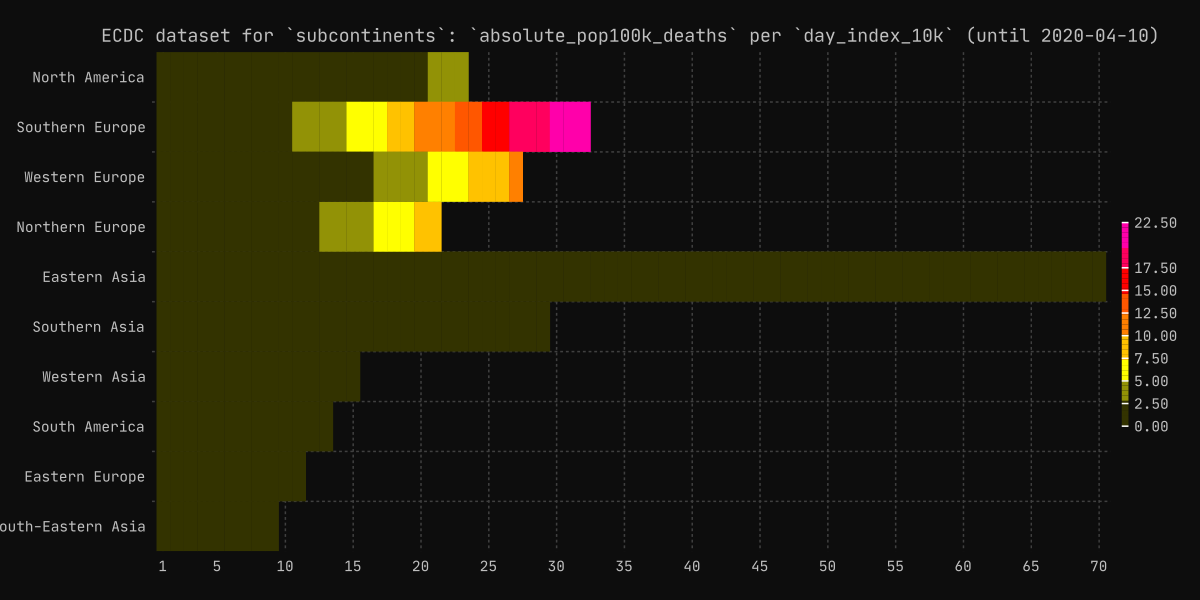 ECDC dataset for `subcontinents`: `absolute_pop100k_deaths` per `day_index_10k` (until 2020-04-10)
North America
Southern Europe
Western Europe
Northern Europe
Eastern Asia
Southern Asia
Western Asia
South America
Eastern Europe
outh-Eastern Asia
1 5 10 15 20 25 30 35 40 45 50 55 60 65 70
22.50
17.50
15.00
12.50
10.00
7.50
5.00
2.50
0.00